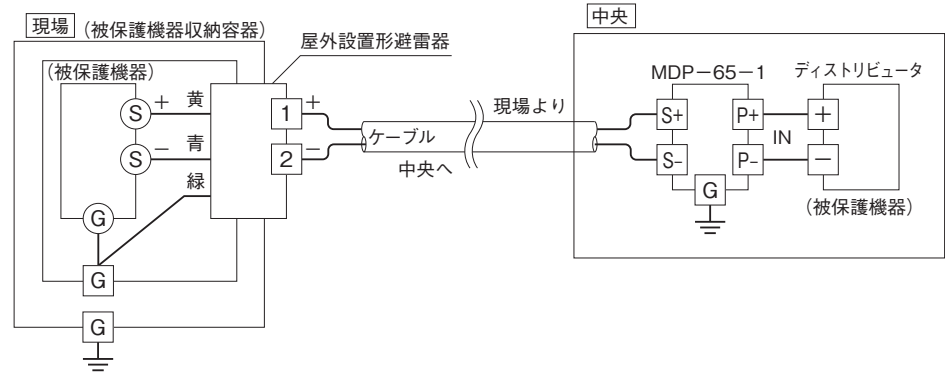 現場 (被保護機器収納容器)
屋外設置形避雷器
(被保護機器)
S + 黄
S − 青
緑
G
G
G
1 +
2 −
ケーブル
現場より
中央へ
中央
MDP−65−1
ディストリビュータ
S+ P+ +
IN
S− P− −
G
(被保護機器)